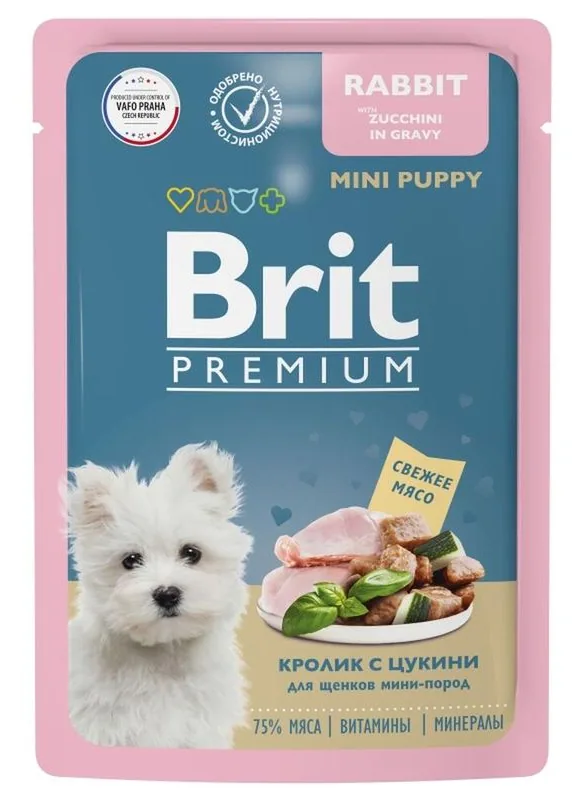 PRODUCED UNDER CONTROL OF
VAFO PRAHA
CZECH REPUBLIC
ОДОБРЕНО НУТРИЦИОНИСТОМ
RABBIT
WITH
ZUCCHINI
IN GRAVY
MINI PUPPY
Brit
PREMIUM
СВЕЖЕЕ
МЯСО
КРОЛИК С ЦУКИНИ
для щенков мини-пород
75% МЯСА | ВИТАМИНЫ | МИНЕРАЛЫ